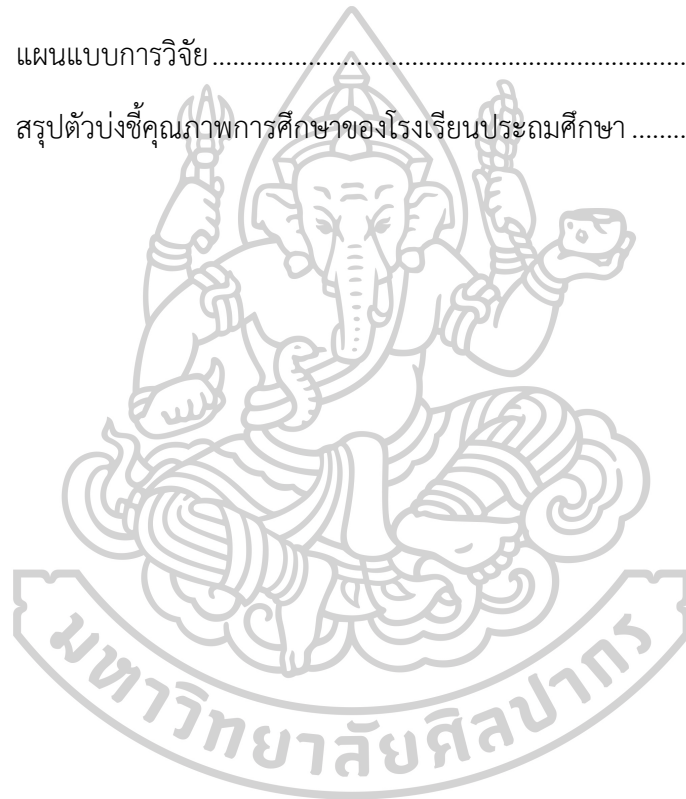 แผนแบบการวิจัย......................................................................
สรุปตัวบ่งชี้คุณภาพการศึกษาของโรงเรียนประถมศึกษา ........
มหาวิทยาลัยศิลปากร